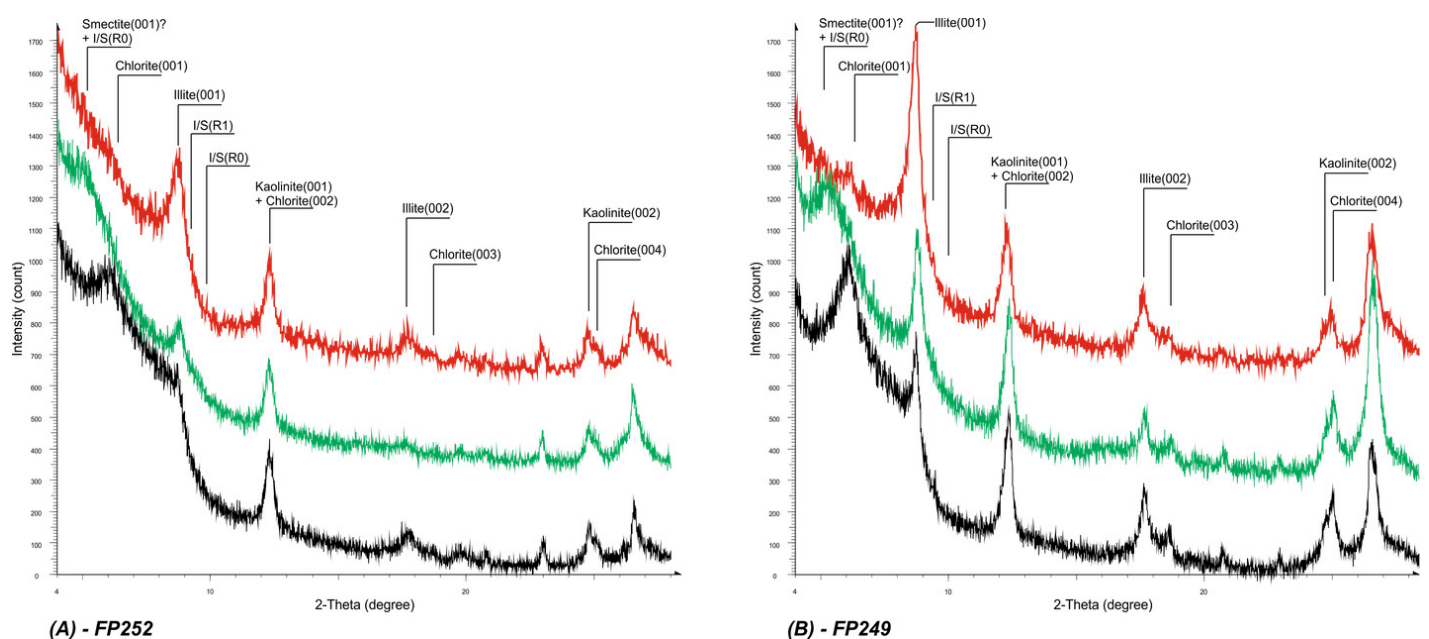 Smectite(001)?
+ I/S(R0)
Chlorite(001)
Illite(001)
I/S(R1)
I/S(R0)
Kaolinite(001)
+ Chlorite(002)
Illite(002)
Chlorite(003)
Kaolinite(002)
Chlorite(004)
Intensity (count)
1700
1600
1500
1400
1300
1200
1100
1000
900
800
700
600
500
400
300
200
100
0
4
10
20
2-Theta (degree)
(A) - FP252
Smectite(001)?
+ I/S(R0)
Illite(001)
Chlorite(001)
I/S(R1)
I/S(R0)
Kaolinite(001)
+ Chlorite(002)
Illite(002)
Chlorite(003)
Kaolinite(002)
Chlorite(004)
Intensity (count)
1700
1600
1500
1400
1300
1200
1100
1000
900
800
700
600
500
400
300
200
100
0
4
10
20
2-Theta (degree)
(B) - FP249